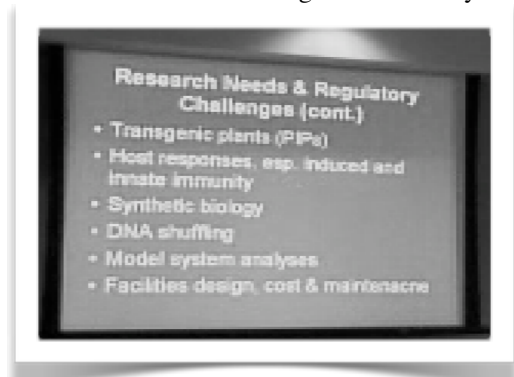 Research Needs & Regulatory
Challenges (cont.)
• Transgenic plants (PIPs)
• Host responses, esp. induced and
innate immunity
• Synthetic biology
• DNA shuffling
• Model system analyses
• Facilities design, cost & maintenacne